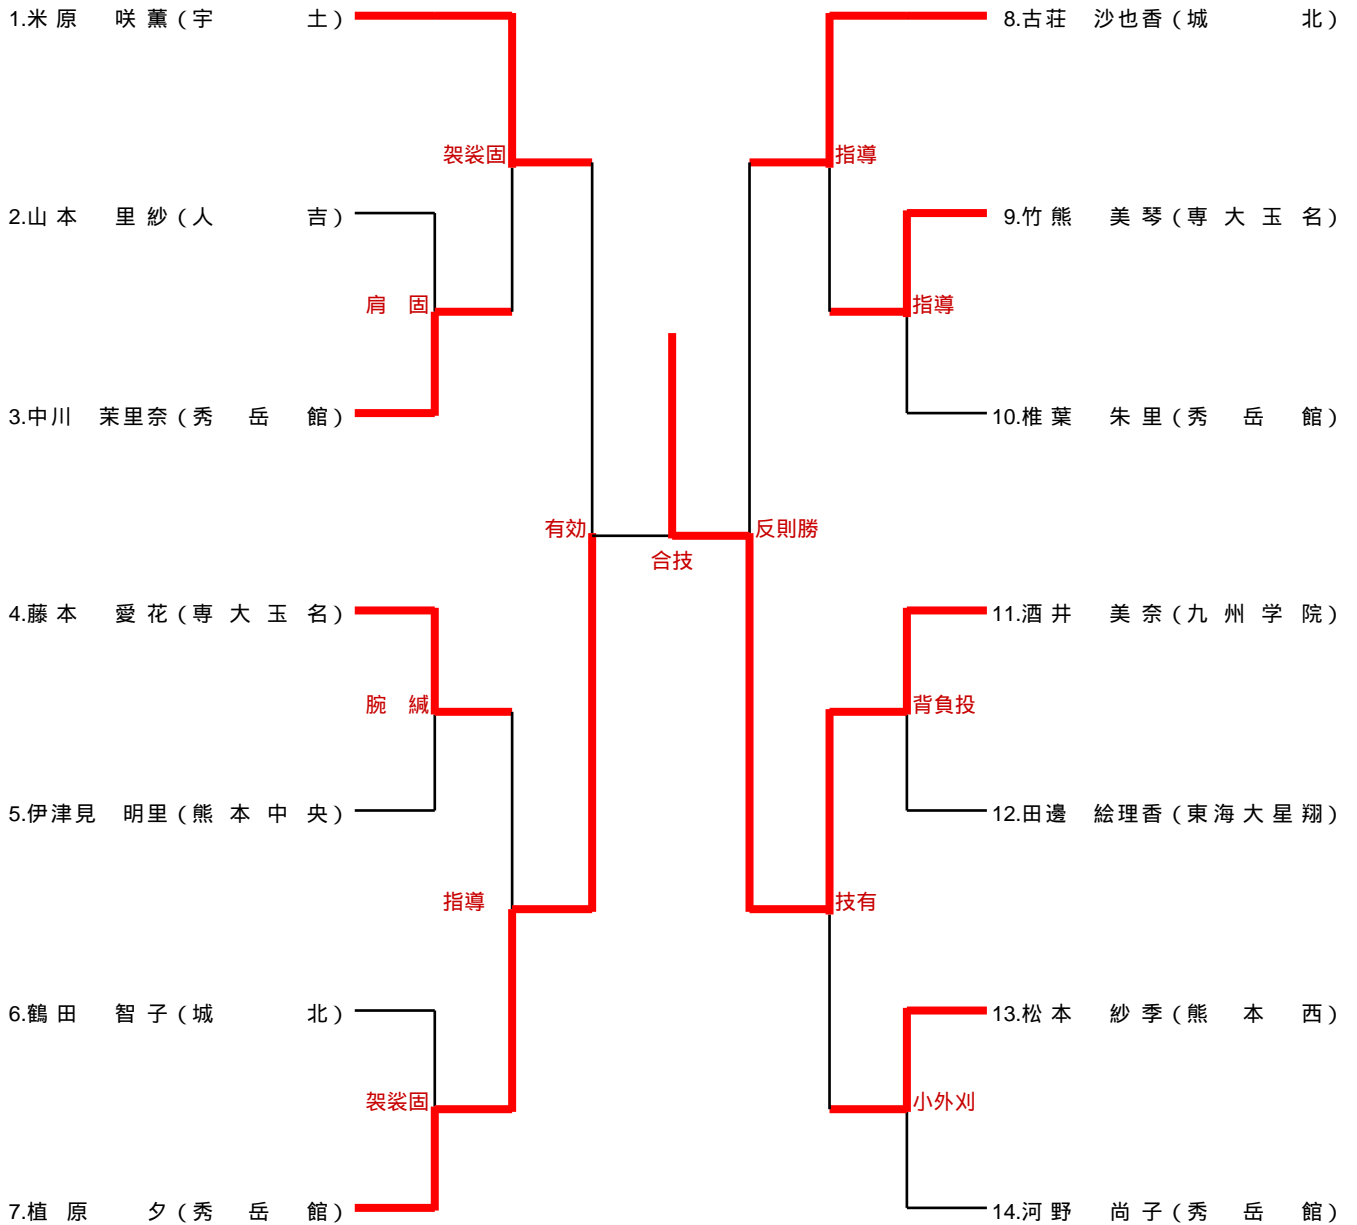 1.米原 咲薫(宇土)
8.古荘 沙也香(城北)
袈裟固
指導
2.山本 里紗(人吉)
9.竹熊 美琴(専大玉名)
肩固
指導
3.中川 茉里奈(秀岳館)
10.椎葉 朱里(秀岳館)
有効
反則勝
合技
4.藤本 愛花(専大玉名)
11.酒井 美奈(九州学院)
腕緘
背負投
5.伊津見 明里(熊本中央)
12.田邊 絵理香(東海大星翔)
指導
技有
6.鶴田 智子(城北)
13.松本 紗季(熊本西)
袈裟固
小外刈
7.植原 夕(秀岳館)
14.河野 尚子(秀岳館)